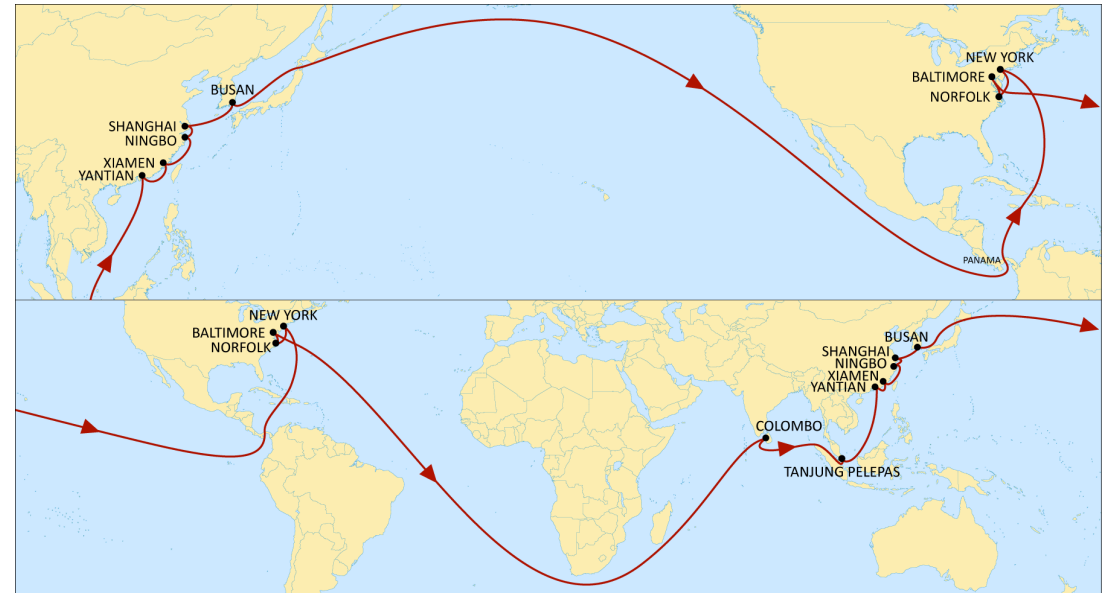 NEW YORK
BALTIMORE
NORFOLK
BUSAN
SHANGHAI
NINGBO
XIAMEN
YANTIAN
PANAMA
NEW YORK
BALTIMORE
NORFOLK
BUSAN
SHANGHAI
NINGBO
XIAMEN
YANTIAN
COLOMBO
TANJUNG PELEPAS